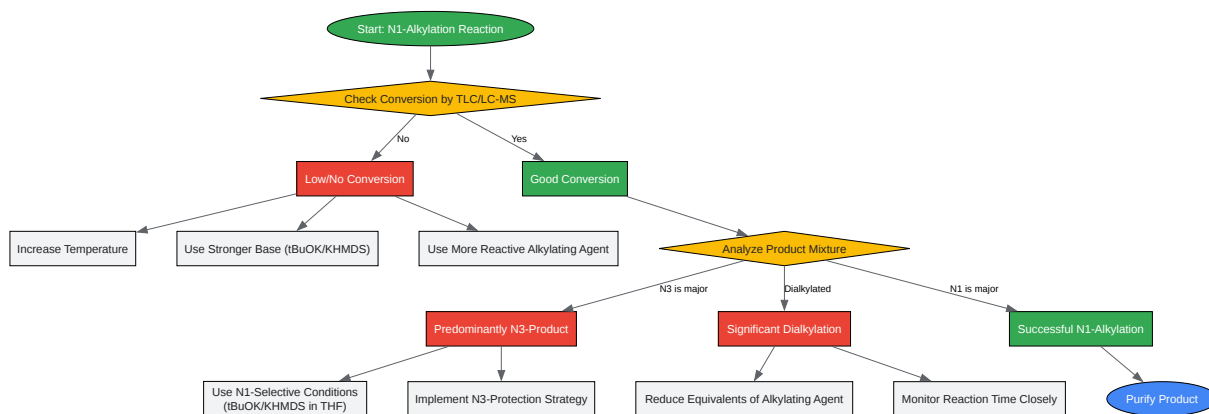 Start: N1-Alkylation Reaction
Check Conversion by TLC/LC-MS
No
Yes
Low/No Conversion
Good Conversion
Increase Temperature
Use Stronger Base (tBuOK/KHMDS)
Use More Reactive Alkylating Agent
Analyze Product Mixture
N3 is major
Dialkylated
N1 is major
Predominantly N3-Product
Significant Dialkylation
Successful N1-Alkylation
Use N1-Selective Conditions
(tBuOK/KHMDS in THF)
Implement N3-Protection Strategy
Reduce Equivalents of Alkylating Agent
Monitor Reaction Time Closely
Purify Product